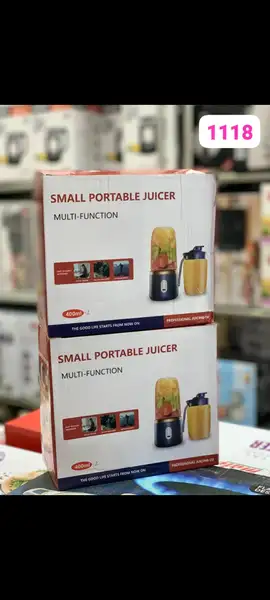 1118
SMALL PORTABLE JUICER
MULTI-FUNCTION
400ml
THE GOOD LIFE STARTS FROM NOW ON
SMALL PORTABLE JUICER
MULTI-FUNCTION
400ml
THE GOOD LIFE STARTS FROM NOW ON